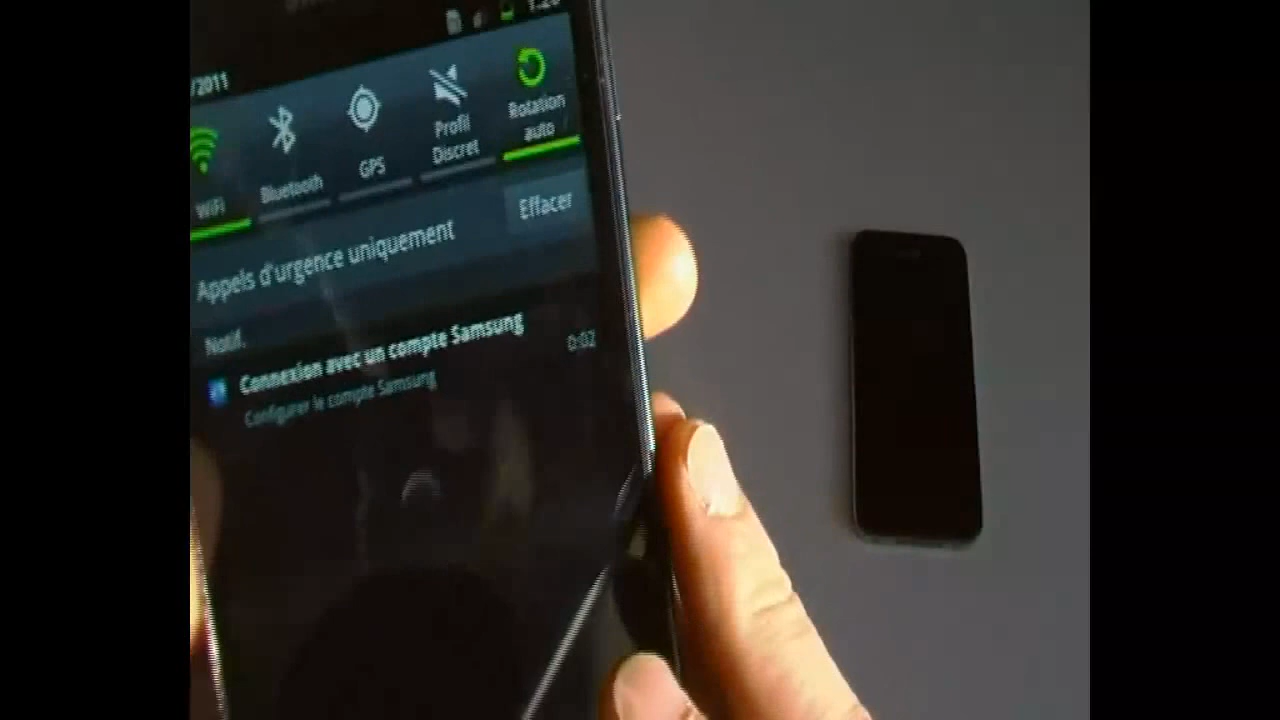 /2011
WiFi
Bluetooth
GPS
Profil
Discret
Rotation
auto
Appels d'urgence uniquement
Effacer
Notif.
Connexion avec un compte Samsung
0:02
Configurer le compte Samsung